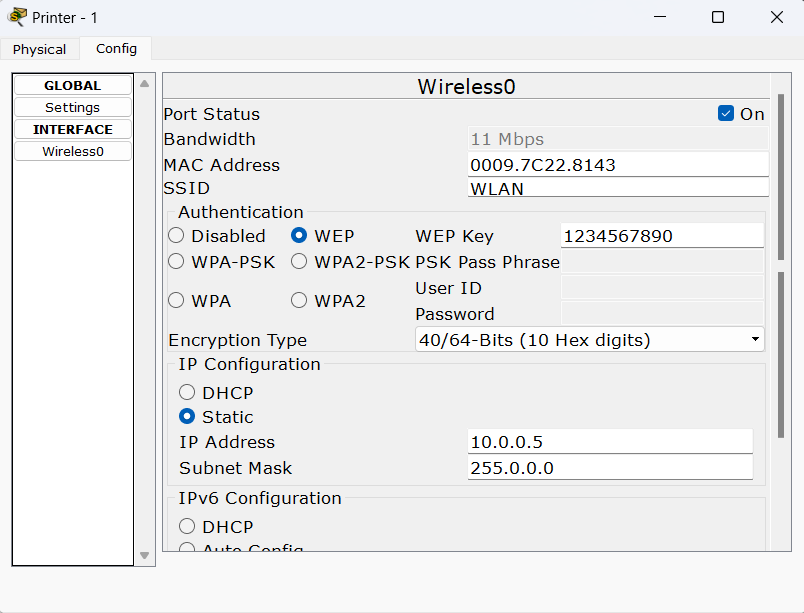 Printer - 1
Physical Config
GLOBAL
Settings
INTERFACE
Wireless0
Wireless0
Port Status On
Bandwidth 11 Mbps
MAC Address 0009.7C22.8143
SSID WLAN
Authentication
Disabled WEP WEP Key 1234567890
WPA-PSK WPA2-PSK PSK Pass Phrase
User ID
WPA WPA2
Password
Encryption Type 40/64-Bits (10 Hex digits)
IP Configuration
DHCP
Static
IP Address 10.0.0.5
Subnet Mask 255.0.0.0
IPv6 Configuration
DHCP
Auto Config